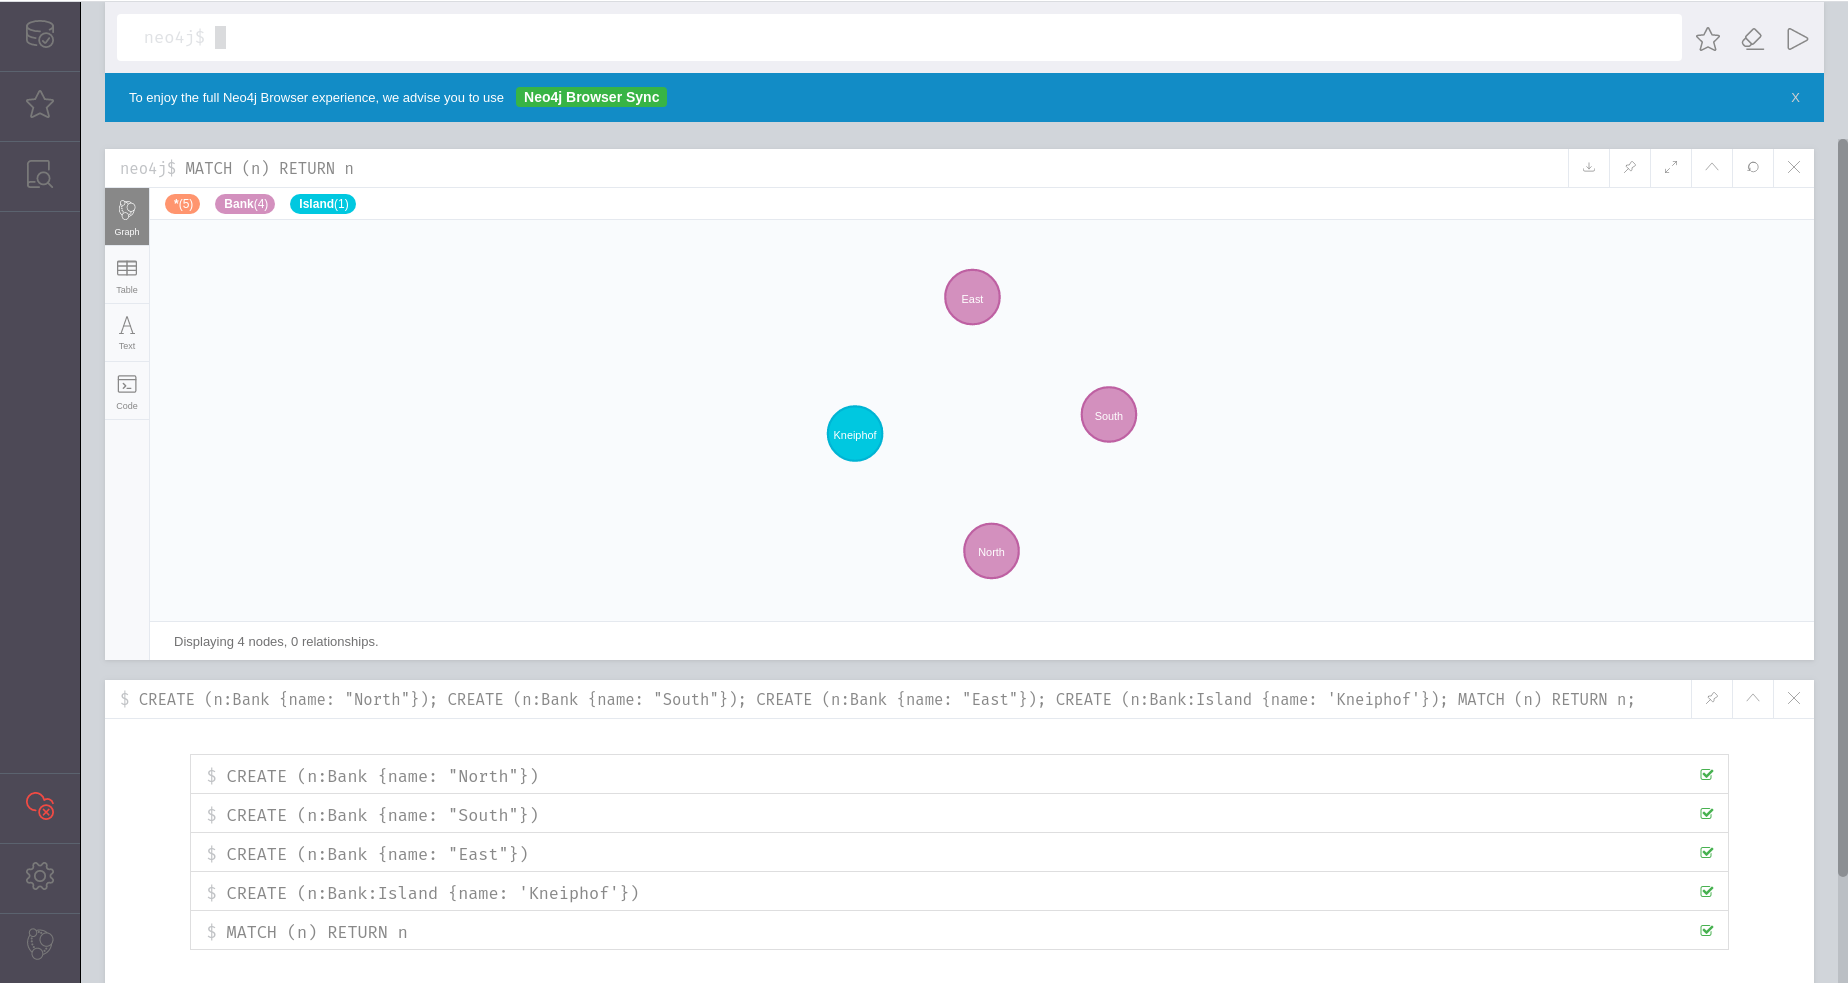 neo4j$
To enjoy the full Neo4j Browser experience, we advise you to use Neo4j Browser Sync X
neo4j$ MATCH (n) RETURN n
*(5) Bank(4) Island(1)
Graph
Table
Text
Code
East
South
Kneiphof
North
Displaying 4 nodes, 0 relationships.
$ CREATE (n:Bank {name: "North"}); CREATE (n:Bank {name: "South"}); CREATE (n:Bank {name: "East"}); CREATE (n:Bank:Island {name: 'Kneiphof'}); MATCH (n) RETURN n;
$ CREATE (n:Bank {name: "North"})
$ CREATE (n:Bank {name: "South"})
$ CREATE (n:Bank {name: "East"})
$ CREATE (n:Bank:Island {name: 'Kneiphof'})
$ MATCH (n) RETURN n